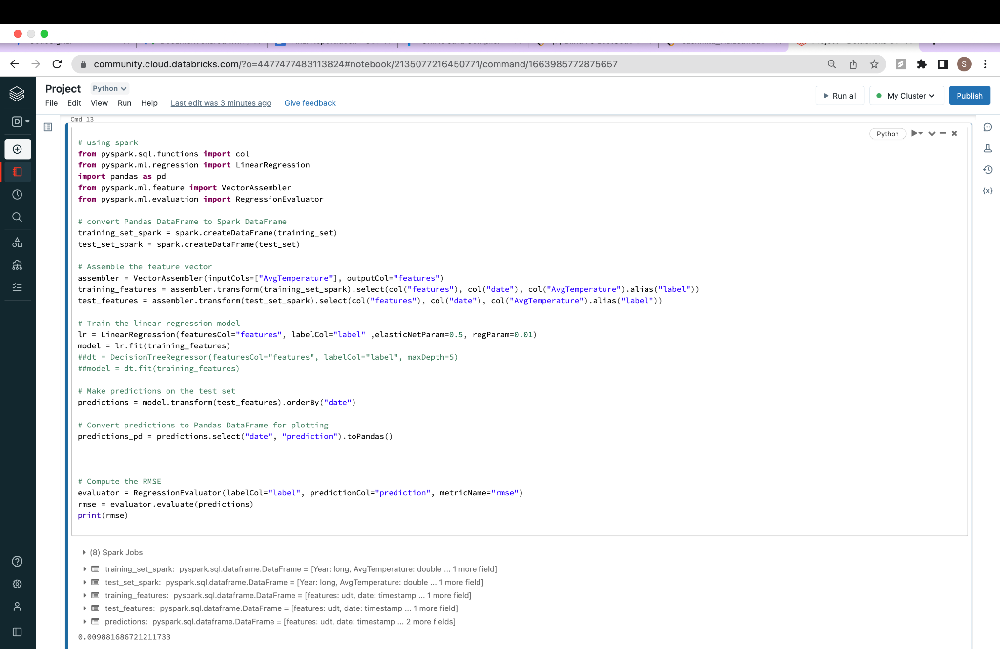 community.cloud.databricks.com/?o=4477477483113824#notebook/2135077216450771/command/1663985772875657
S
Project Python
File Edit View Run Help Last edit was 3 minutes ago Give feedback
Run all My Cluster Publish
D
Cmd 13
Python
# using spark
from pyspark.sql.functions import col
from pyspark.ml.regression import LinearRegression
import pandas as pd
from pyspark.ml.feature import VectorAssembler
from pyspark.ml.evaluation import RegressionEvaluator
# convert Pandas DataFrame to Spark DataFrame
training_set_spark = spark.createDataFrame(training_set)
test_set_spark = spark.createDataFrame(test_set)
# Assemble the feature vector
assembler = VectorAssembler(inputCols=["AvgTemperature"], outputCol="features")
training_features = assembler.transform(training_set_spark).select(col("features"), col("date"), col("AvgTemperature").alias("label"))
test_features = assembler.transform(test_set_spark).select(col("features"), col("date"), col("AvgTemperature").alias("label"))
# Train the linear regression model
lr = LinearRegression(featuresCol="features", labelCol="label" ,elasticNetParam=0.5, regParam=0.01)
model = lr.fit(training_features)
##dt = DecisionTreeRegressor(featuresCol="features", labelCol="label", maxDepth=5)
##model = dt.fit(training_features)
# Make predictions on the test set
predictions = model.transform(test_features).orderBy("date")
# Convert predictions to Pandas DataFrame for plotting
predictions_pd = predictions.select("date", "prediction").toPandas()
# Compute the RMSE
evaluator = RegressionEvaluator(labelCol="label", predictionCol="prediction", metricName="rmse")
rmse = evaluator.evaluate(predictions)
print(rmse)
(8) Spark Jobs
training_set_spark: pyspark.sql.dataframe.DataFrame = [Year: long, AvgTemperature: double ... 1 more field]
test_set_spark: pyspark.sql.dataframe.DataFrame = [Year: long, AvgTemperature: double ... 1 more field]
training_features: pyspark.sql.dataframe.DataFrame = [features: udt, date: timestamp ... 1 more field]
test_features: pyspark.sql.dataframe.DataFrame = [features: udt, date: timestamp ... 1 more field]
predictions: pyspark.sql.dataframe.DataFrame = [features: udt, date: timestamp ... 2 more fields]
0.009881686721211733